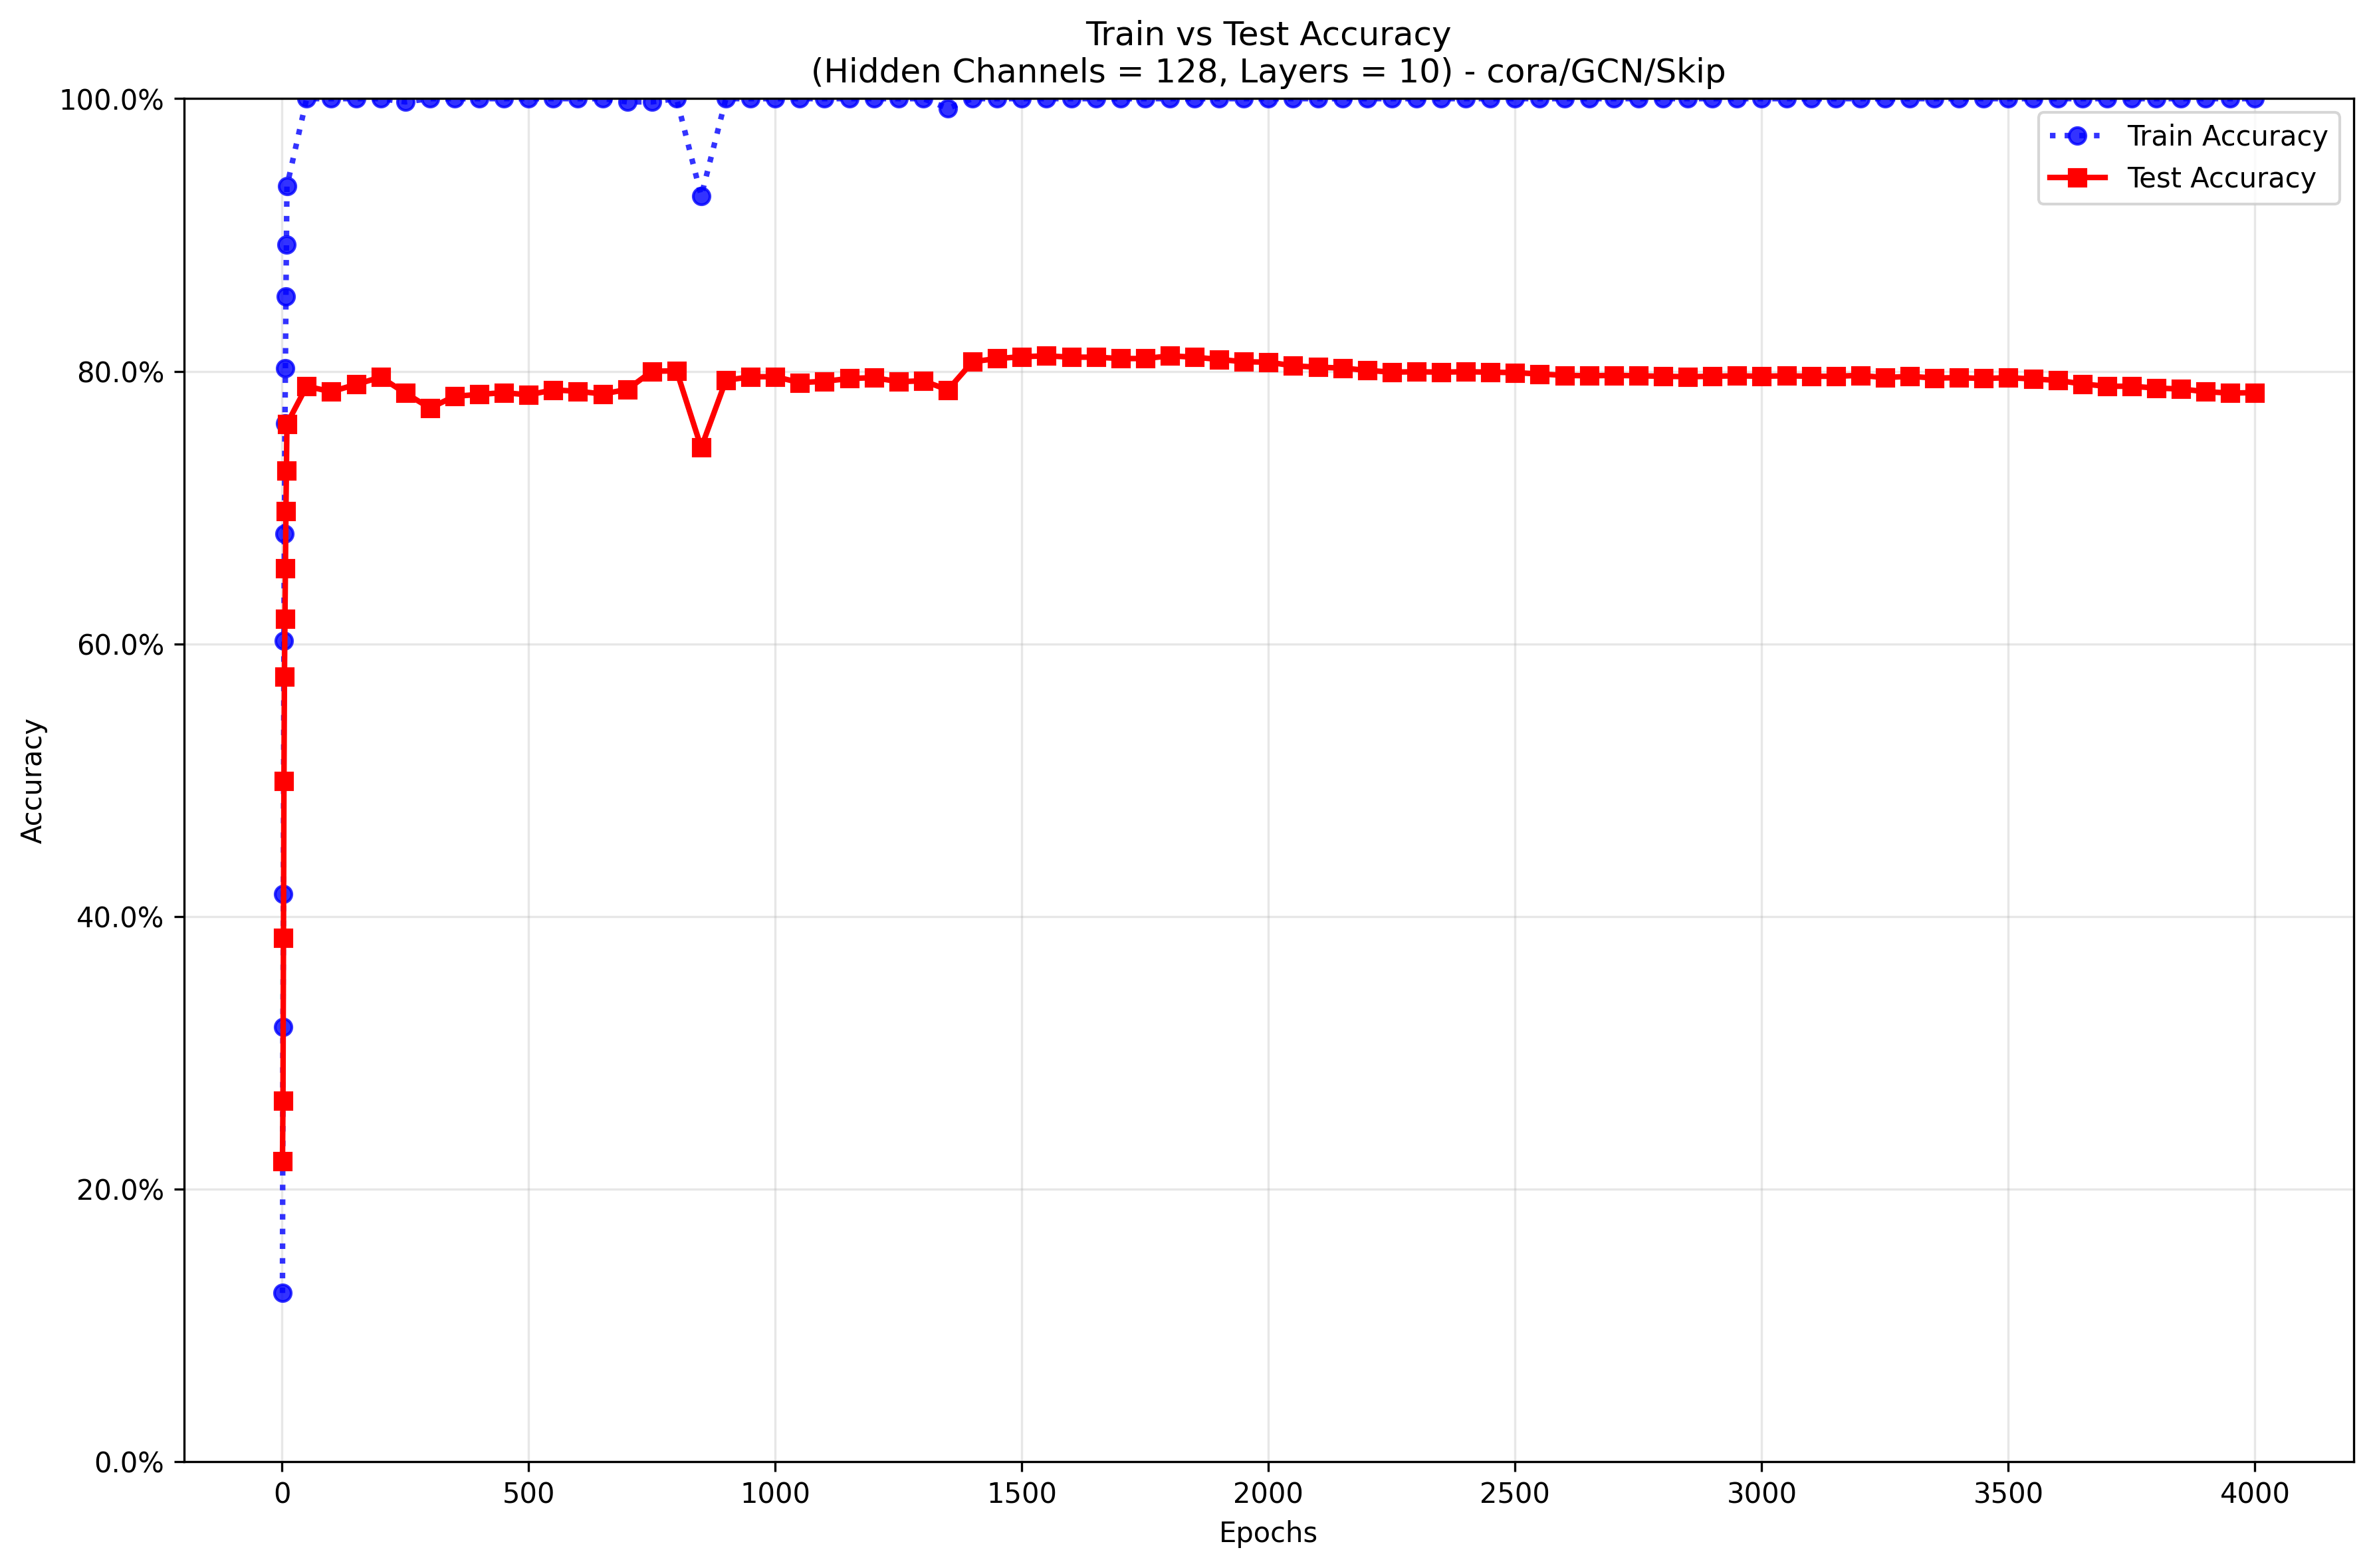 Train vs Test Accuracy
(Hidden Channels = 128, Layers = 10) - cora/GCN/Skip
100.0%
80.0%
60.0%
40.0%
20.0%
0.0%
Accuracy
Train Accuracy
Test Accuracy
0 500 1000 1500 2000 2500 3000 3500 4000
Epochs